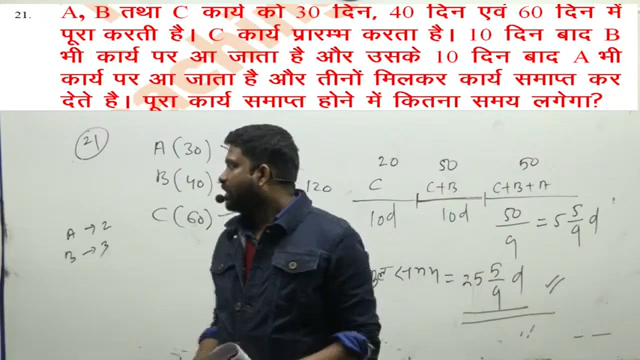 21. A, B तथा C कार्य को 30 दिन, 40 दिन एवं 60 दिन में
पूरा करती है। C कार्य प्रारम्भ करता है। 10 दिन बाद B
भी कार्य पर आ जाता है और उसके 10 दिन बाद A भी
कार्य पर आ जाता है और तीनों मिलकर कार्य समाप्त कर
देते है। पूरा कार्य समाप्त होने में कितना समय लगेगा?
21
A (30)
B (40)
C (60)
120
A → 2
B → 3
20 50 50
C C+B C+B+A
10d 10d 50/9 = 5 5/9 d
समय = 25 5/9 d